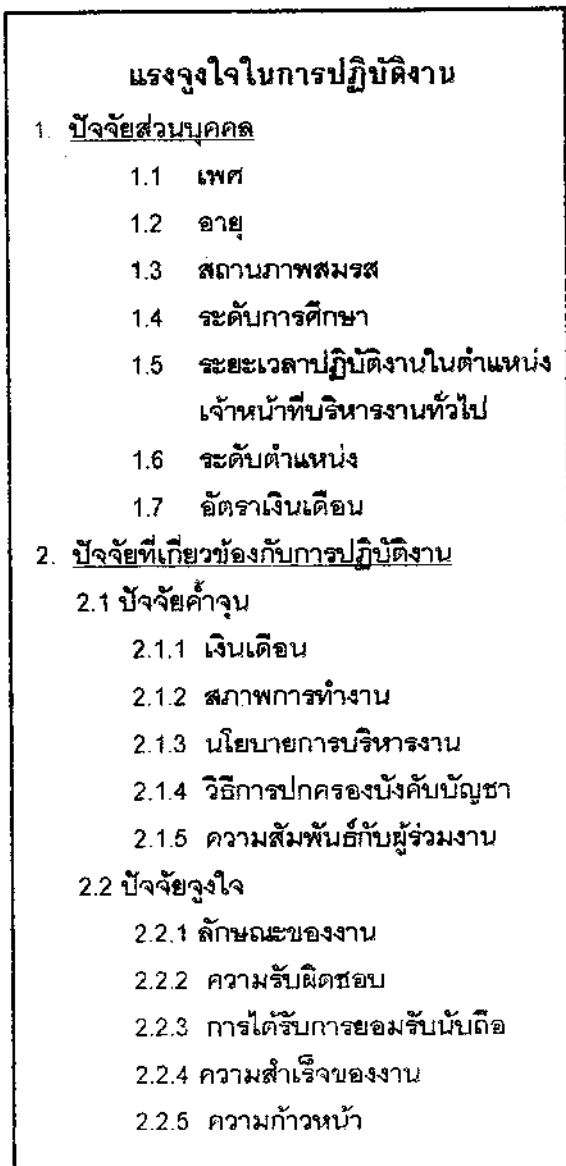 แรงจูงใจในการปฏิบัติงาน
1. ปัจจัยส่วนบุคคล
1.1 เพศ
1.2 อายุ
1.3 สถานภาพสมรส
1.4 ระดับการศึกษา
1.5 ระยะเวลาปฏิบัติงานในตำแหน่ง
เจ้าหน้าที่บริหารงานทั่วไป
1.6 ระดับตำแหน่ง
1.7 อัตราเงินเดือน
2. ปัจจัยที่เกี่ยวข้องกับการปฏิบัติงาน
2.1 ปัจจัยค้ำจุน
2.1.1 เงินเดือน
2.1.2 สภาพการทำงาน
2.1.3 นโยบายการบริหารงาน
2.1.4 วิธีการปกครองบังคับบัญชา
2.1.5 ความสัมพันธ์กับผู้ร่วมงาน
2.2 ปัจจัยจูงใจ
2.2.1 ลักษณะของงาน
2.2.2 ความรับผิดชอบ
2.2.3 การได้รับการยอมรับนับถือ
2.2.4 ความสำเร็จของงาน
2.2.5 ความก้าวหน้า